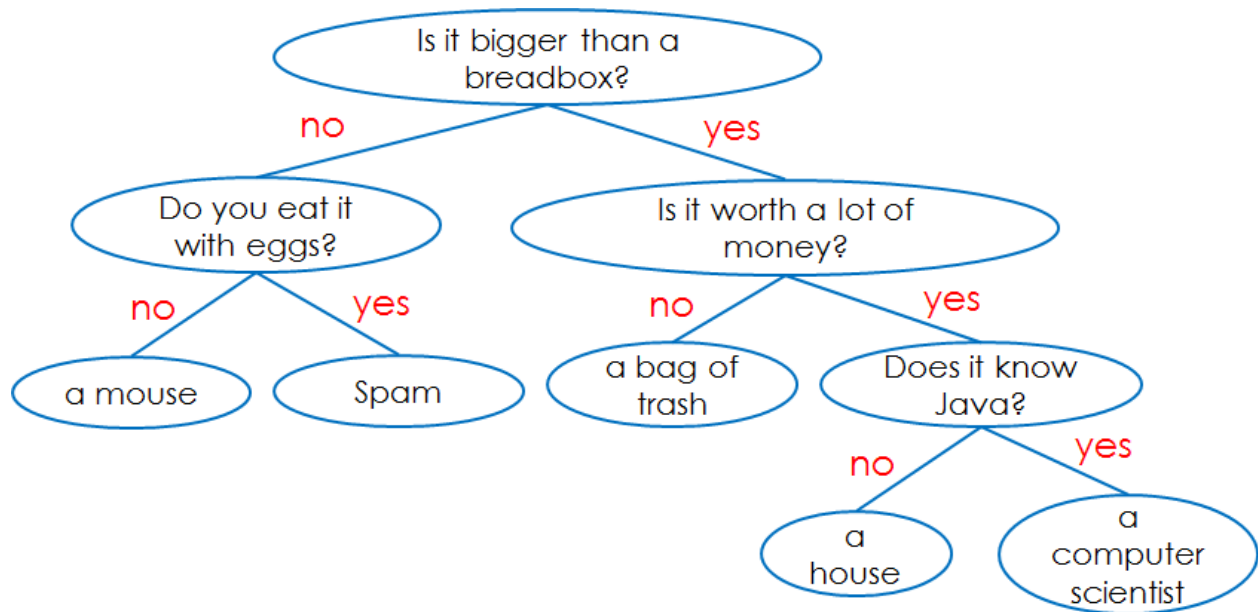 Is it bigger than a
breadbox?
no
yes
Do you eat it
with eggs?
Is it worth a lot of
money?
no
yes
no
yes
a mouse
Spam
a bag of
trash
Does it know
Java?
no
yes
a
house
a
computer
scientist